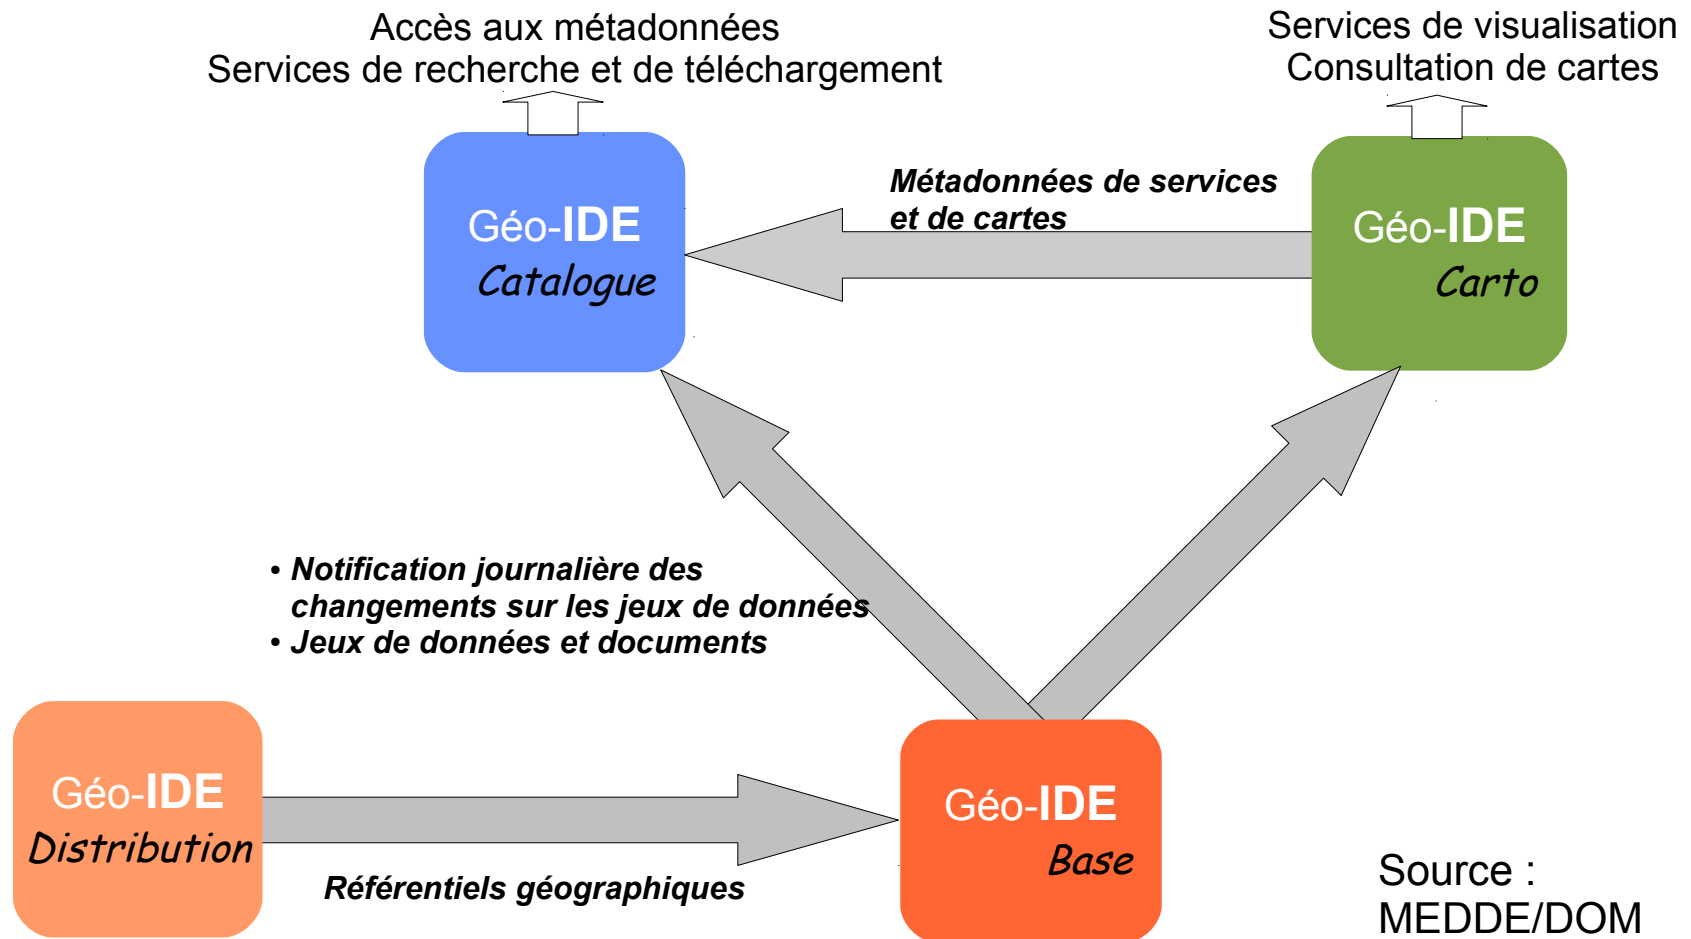 Accès aux métadonnées
Services de recherche et de téléchargement
Services de visualisation
Consultation de cartes
Géo-IDE
Catalogue
Métadonnées de services
et de cartes
Géo-IDE
Carto
• Notification journalière des
changements sur les jeux de données
• Jeux de données et documents
Géo-IDE
Distribution
Référentiels géographiques
Géo-IDE
Base
Source :
MEDDE/DOM